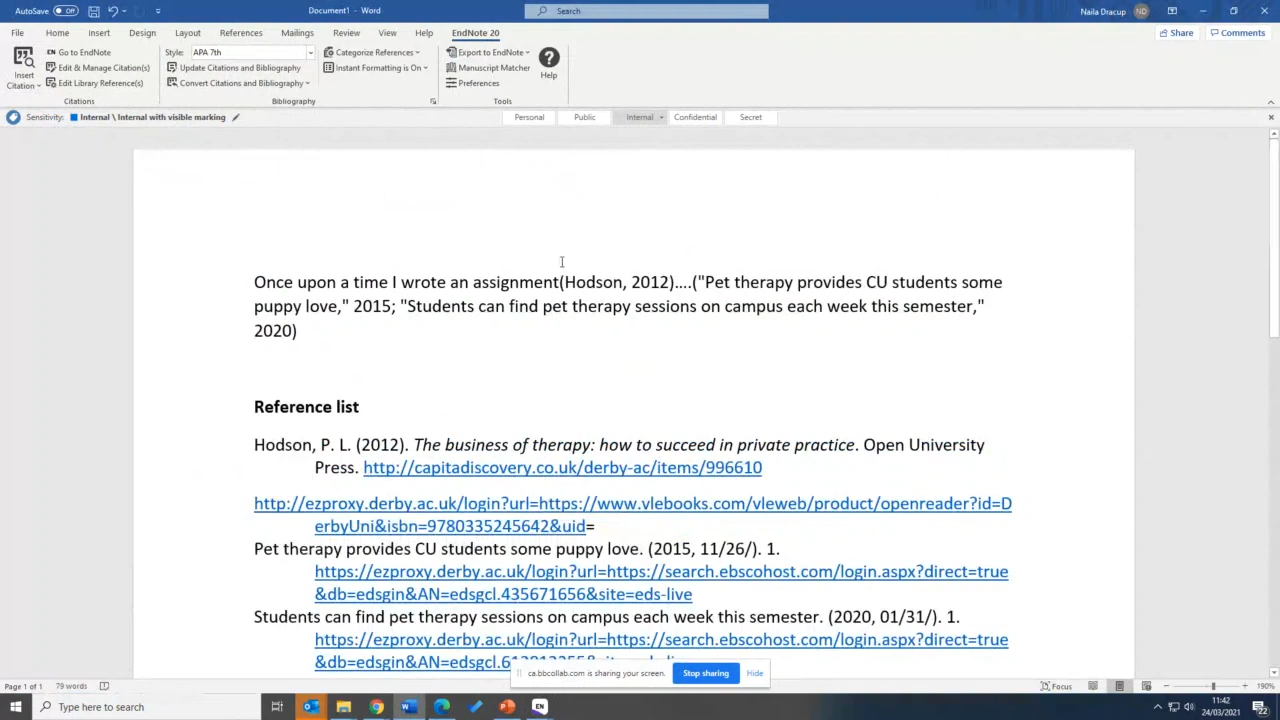 AutoSave Off Document1 - Word Search Naila Dracup ND
File Home Insert Design Layout References Mailings Review View Help EndNote 20 Share Comments
Insert Citation
EN Go to EndNote
Edit & Manage Citation(s)
Edit Library Reference(s)
Citations
Style: APA 7th
Update Citations and Bibliography
Convert Citations and Bibliography
Categorize References
Instant Formatting is On
Bibliography
Export to EndNote
Manuscript Matcher
Preferences
Help
Tools
Sensitivity: Internal \ Internal with visible marking Personal Public Internal Confidential Secret
Once upon a time I wrote an assignment(Hodson, 2012)....("Pet therapy provides CU students some
puppy love," 2015; "Students can find pet therapy sessions on campus each week this semester,"
2020)
Reference list
Hodson, P. L. (2012). The business of therapy: how to succeed in private practice. Open University
Press. http://capitadiscovery.co.uk/derby-ac/items/996610
http://ezproxy.derby.ac.uk/login?url=https://www.vlebooks.com/vleweb/product/openreader?id=D
erbyUni&isbn=9780335245642&uid=
Pet therapy provides CU students some puppy love. (2015, 11/26/). 1.
https://ezproxy.derby.ac.uk/login?url=https://search.ebscohost.com/login.aspx?direct=true
&db=edsgin&AN=edsgcl.435671656&site=eds-live
Students can find pet therapy sessions on campus each week this semester. (2020, 01/31/). 1.
https://ezproxy.derby.ac.uk/login?url=https://search.ebscohost.com/login.aspx?direct=true
ca.bbcollab.com is sharing your screen. Stop sharing Hide
Page 1 of 1 79 words Focus 190%
Type here to search EN 11:42
24/03/2021 22